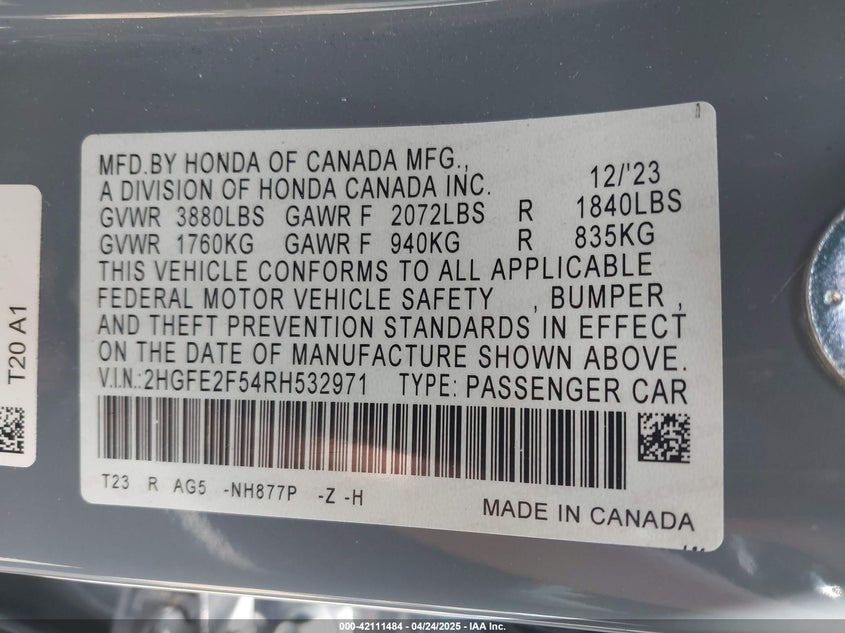 MFD.BY HONDA OF CANADA MFG.,
A DIVISION OF HONDA CANADA INC. 12/'23
GVWR 3880LBS GAWR F 2072LBS R 1840LBS
GVWR 1760KG GAWR F 940KG R 835KG
THIS VEHICLE CONFORMS TO ALL APPLICABLE
FEDERAL MOTOR VEHICLE SAFETY , BUMPER ,
AND THEFT PREVENTION STANDARDS IN EFFECT
ON THE DATE OF MANUFACTURE SHOWN ABOVE.
V.I.N.:2HGFE2F54RH532971 TYPE: PASSENGER CAR
T23 R AG5 -NH877P -Z -H
MADE IN CANADA
T20 A1
000-42111484 - 04/24/2025 - IAA Inc.